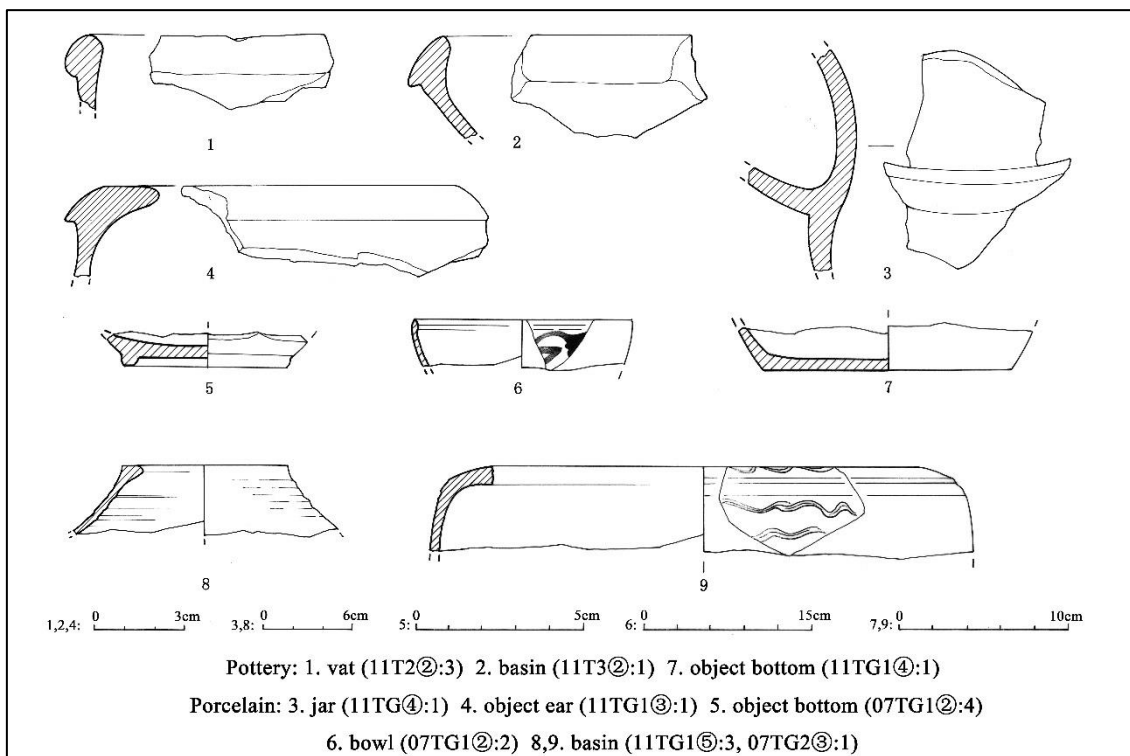 1
2
3
4
5
6
7
8
9
1,2,4: 0 3cm
3,8: 0 6cm
5: 0 5cm
6: 0 15cm
7,9: 0 10cm
Pottery: 1. vat (11T2②:3) 2. basin (11T3②:1) 7. object bottom (11TG1④:1)
Porcelain: 3. jar (11TG④:1) 4. object ear (11TG1③:1) 5. object bottom (07TG1②:4)
6. bowl (07TG1②:2) 8,9. basin (11TG1⑤:3, 07TG2③:1)